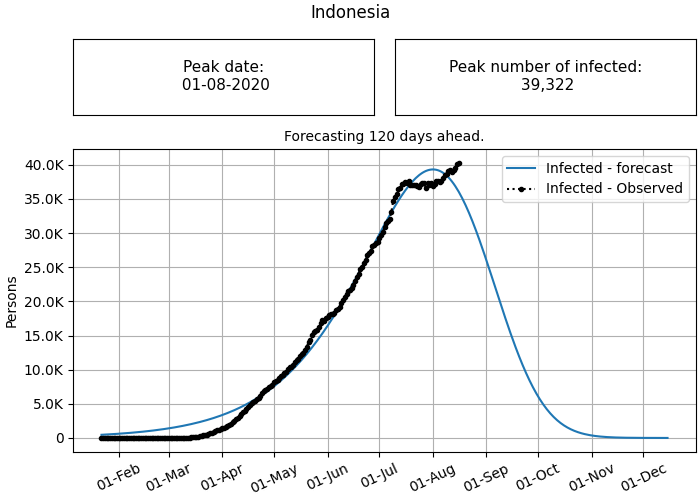 Indonesia
Peak date:
01-08-2020
Peak number of infected:
39,322
Forecasting 120 days ahead.
Infected - forecast
Infected - Observed
40.0K
35.0K
30.0K
25.0K
20.0K
15.0K
10.0K
5.0K
0
Persons
01-Feb
01-Mar
01-Apr
01-May
01-Jun
01-Jul
01-Aug
01-Sep
01-Oct
01-Nov
01-Dec